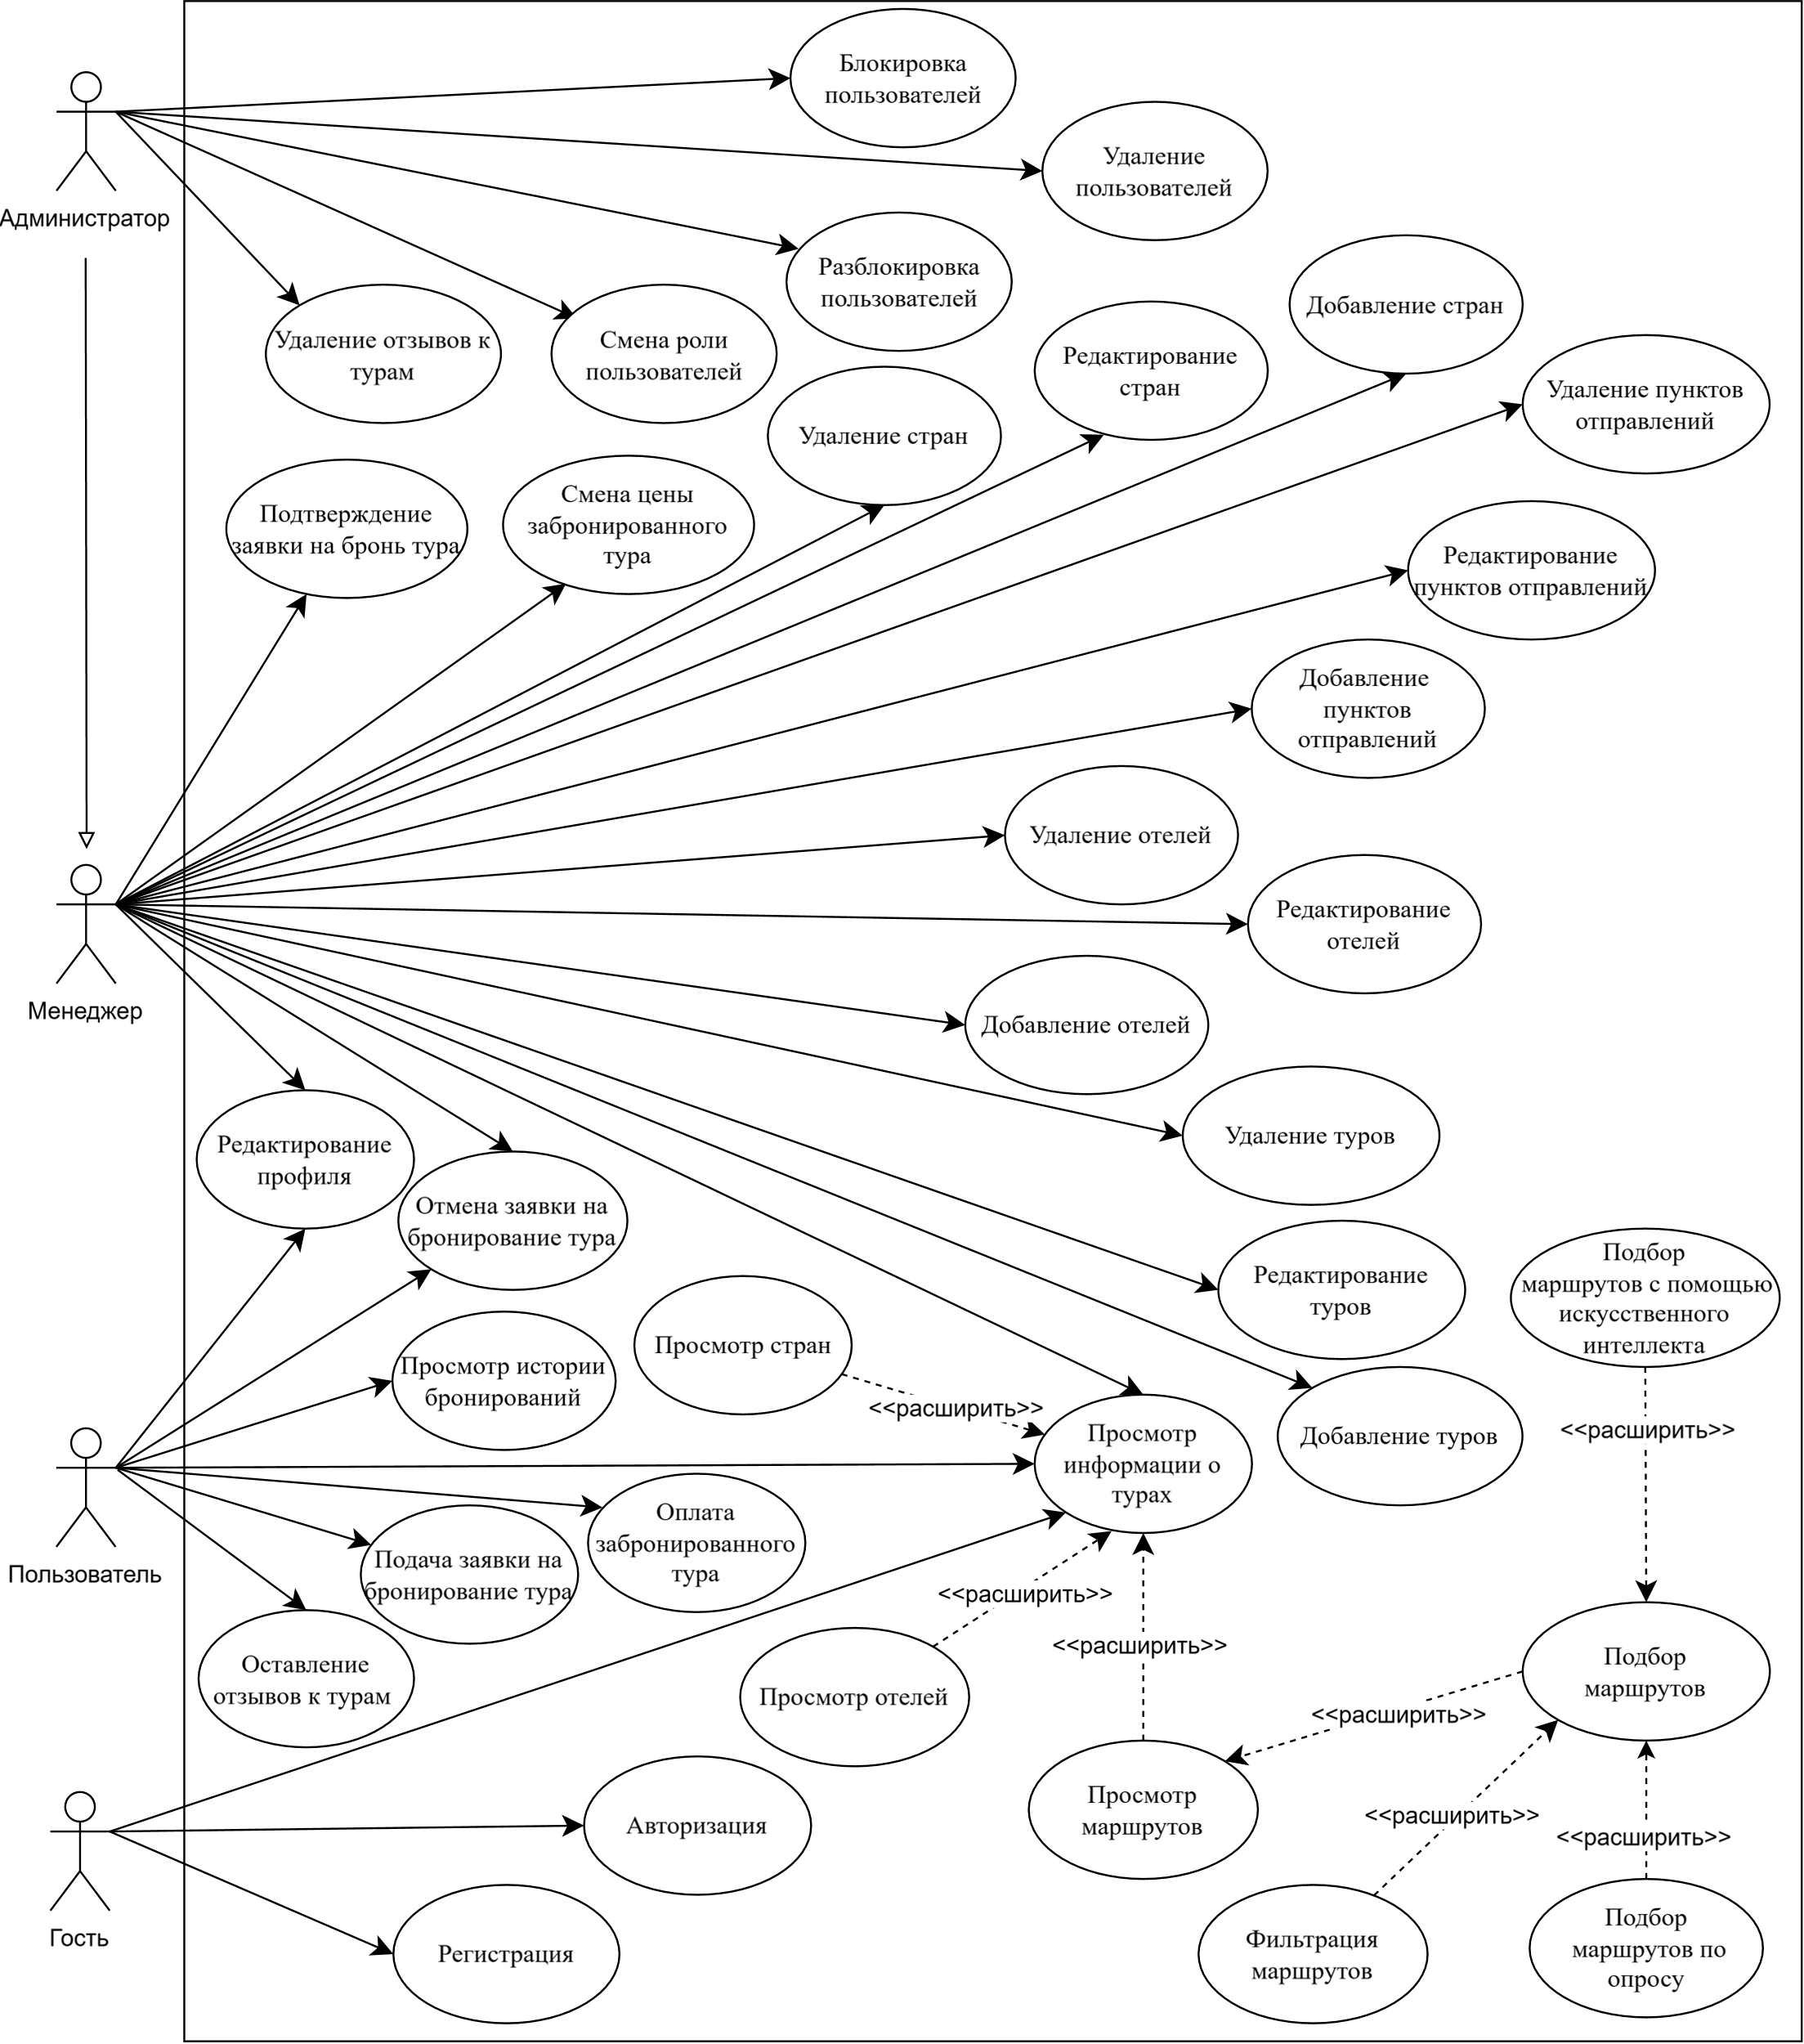 Блокировка
пользователей
Удаление
пользователей
Администратор
Разблокировка
пользователей
Добавление стран
Удаление отзывов к
турам
Смена роли
пользователей
Редактирование
стран
Удаление пунктов
отправлений
Удаление стран
Подтверждение
заявки на бронь тура
Смена цены
забронированного
тура
Редактирование
пунктов отправлений
Добавление
пунктов
отправлений
Удаление отелей
Редактирование
отелей
Менеджер
Добавление отелей
Удаление туров
Редактирование
профиля
Отмена заявки на
бронирование тура
Редактирование
туров
Подбор
маршрутов с помощью
искусственного
интеллекта
Просмотр стран
Просмотр истории
бронирований
<<расширить>>
Просмотр
информации о
турах
Добавление туров
<<расширить>>
Пользователь
Оплата
забронированного
тура
Подача заявки на
бронирование тура
<<расширить>>
<<расширить>>
Оставление
отзывов к турам
Просмотр отелей
Подбор
маршрутов
<<расширить>>
Просмотр
маршрутов
<<расширить>>
<<расширить>>
Авторизация
Гость
Регистрация
Фильтрация
маршрутов
Подбор
маршрутов по
опросу